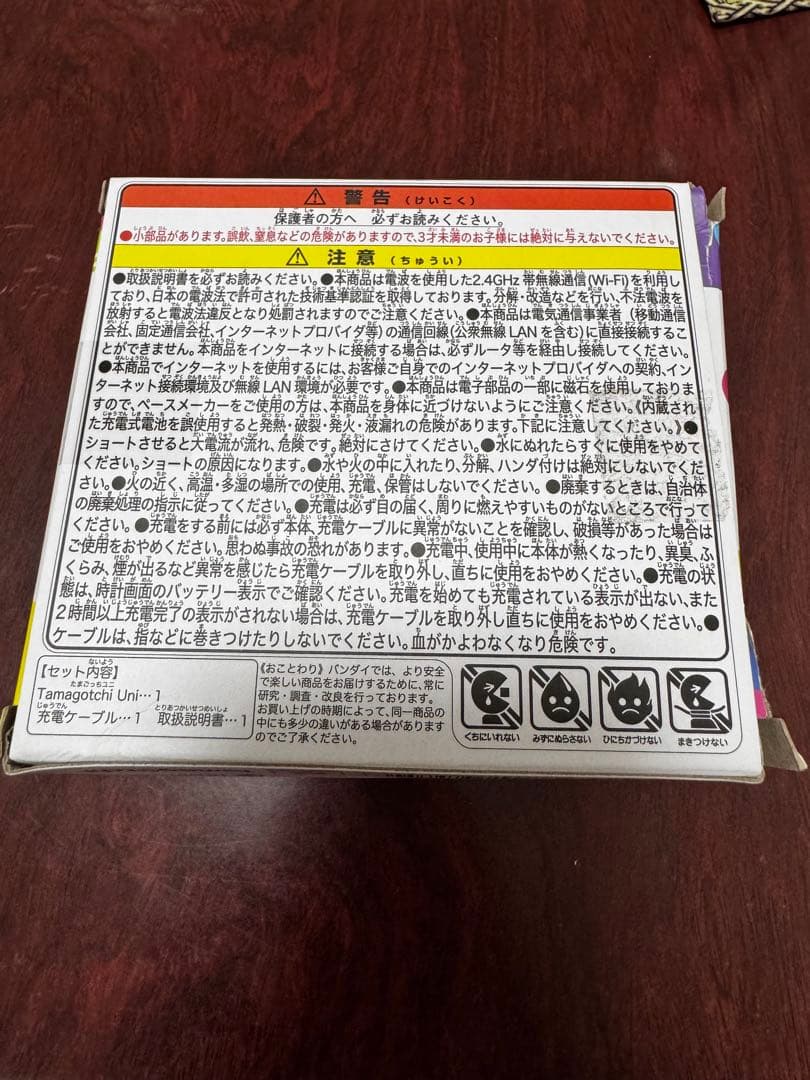 ⚠ 警告 (けいこく)
保護者の方へ 必ずお読みください。
●小部品があります。誤飲、窒息などの危険がありますので、3才未満のお子様には絶対に与えないでください。
⚠ 注意 (ちゅうい)
●取扱説明書を必ずお読みください。●本商品は電波を使用した2.4GHz 帯無線通信(Wi-Fi)を利用し
ており、日本の電波法で許可された技術基準認証を取得しております。分解・改造などを行い、不法電波を
放射すると電波法違反となり処罰されますのでご注意ください。●本商品は電気通信事業者(移動通信
会社、固定通信会社、インターネットプロバイダ等)の通信回線(公衆無線LANを含む)に直接接続するこ
とができません。本商品をインターネットに接続する場合は、必ずルータ等を経由し接続してください。
●本商品でインターネットを使用するには、お客様ご自身でのインターネットプロバイダへの契約、イン
ターネット接続環境及び無線LAN環境が必要です。●本商品は電子部品の一部に磁石を使用しておりま
すので、ペースメーカーをご使用の方は、本商品を身体に近づけないようにご注意ください。《内蔵され
た充電式電池を誤使用すると発熱・破裂・発火・液漏れの危険があります。下記に注意してください。》●
ショートさせると大電流が流れ、危険です。絶対にさけてください。●水にぬれたらすぐに使用をやめて
ください。ショートの原因になります。●水や火の中に入れたり、分解、ハンダ付けは絶対にしないでくだ
さい。●火の近く、高温・多湿の場所での使用、充電、保管はしないでください。●廃棄するときは、自治体
の廃棄処理の指示に従ってください。●充電は必ず目の届く、周りに燃えやすいものがないところで行って
ください。●充電をする前には必ず本体、充電ケーブルに異常がないことを確認し、破損等があった場合は
ご使用をおやめください。思わぬ事故の恐れがあります。●充電中、使用中に本体が熱くなったり、異臭、ふ
くらみ、煙が出るなど異常を感じたら充電ケーブルを取り外し、直ちに使用をおやめください。●充電の状
態は、時計画面のバッテリー表示でご確認ください。充電を始めても充電されている表示が出ない、また
2時間以上充電完了の表示がされない場合は、充電ケーブルを取り外し直ちに使用をおやめください。●
ケーブルは、指などに巻きつけたりしないでください。血がかよわなくなり危険です。
【セット内容】
Tamagotchi Uni…1
充電ケーブル…1 取扱説明書…1
《おことわり》バンダイでは、より安全
で楽しい商品をお届けするために、常に
研究・調査・改良を行っております。
お買い上げの時期によって、同一商品の
中にも多少の違いがある場合があります
のでご了承ください。
くちにいれない
みずにぬらさない
ひにちかづけない
まきつけない